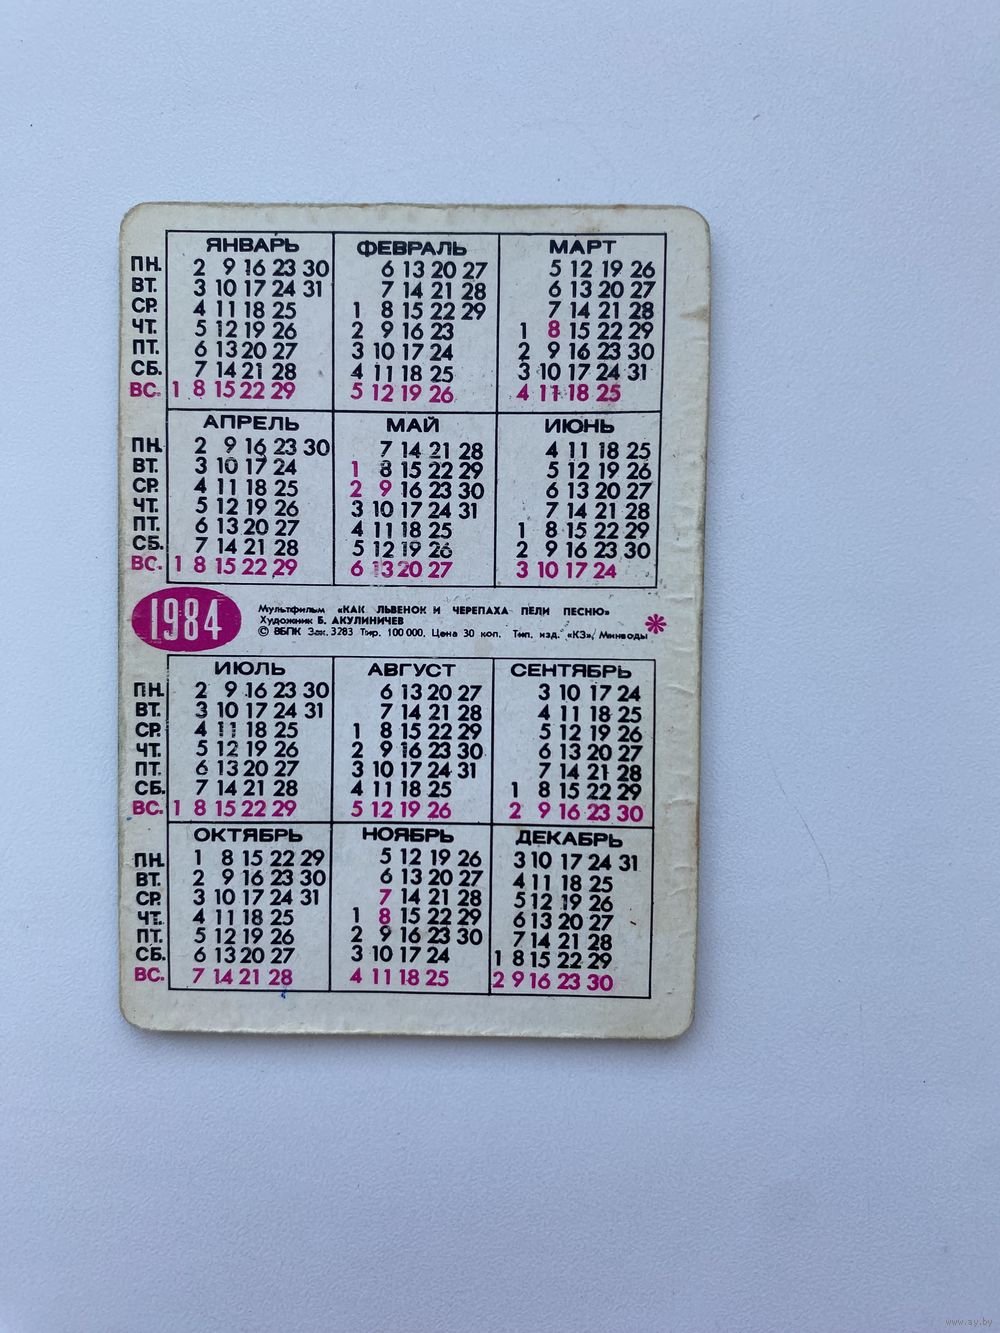 ЯНВАРЬ ФЕВРАЛЬ МАРТ
ПН. 2 9 16 23 30 6 13 20 27 5 12 19 26
ВТ. 3 10 17 24 31 7 14 21 28 6 13 20 27
СР. 4 11 18 25 1 8 15 22 29 7 14 21 28
ЧТ. 5 12 19 26 2 9 16 23 1 8 15 22 29
ПТ. 6 13 20 27 3 10 17 24 2 9 16 23 30
СБ. 7 14 21 28 4 11 18 25 3 10 17 24 31
ВС. 1 8 15 22 29 5 12 19 26 4 11 18 25
АПРЕЛЬ МАЙ ИЮНЬ
ПН. 2 9 16 23 30 7 14 21 28 4 11 18 25
ВТ. 3 10 17 24 1 8 15 22 29 5 12 19 26
СР. 4 11 18 25 2 9 16 23 30 6 13 20 27
ЧТ. 5 12 19 26 3 10 17 24 31 7 14 21 28
ПТ. 6 13 20 27 4 11 18 25 1 8 15 22 29
СБ. 7 14 21 28 5 12 19 26 2 9 16 23 30
ВС. 1 8 15 22 29 6 13 20 27 3 10 17 24
1984
Мультфильм «КАК ЛЬВЕНОК И ЧЕРЕПАХА ПЕЛИ ПЕСНЮ»
Художник Б. АКУЛИНИЧЕВ
© ВБПК Зак. 3283 Тир. 100 000. Цена 30 коп. Тип. изд. «КЗ», Минводы
ИЮЛЬ АВГУСТ СЕНТЯБРЬ
ПН. 2 9 16 23 30 6 13 20 27 3 10 17 24
ВТ. 3 10 17 24 31 7 14 21 28 4 11 18 25
СР. 4 11 18 25 1 8 15 22 29 5 12 19 26
ЧТ. 5 12 19 26 2 9 16 23 30 6 13 20 27
ПТ. 6 13 20 27 3 10 17 24 31 7 14 21 28
СБ. 7 14 21 28 4 11 18 25 1 8 15 22 29
ВС. 1 8 15 22 29 5 12 19 26 2 9 16 23 30
ОКТЯБРЬ НОЯБРЬ ДЕКАБРЬ
ПН. 1 8 15 22 29 5 12 19 26 3 10 17 24 31
ВТ. 2 9 16 23 30 6 13 20 27 4 11 18 25
СР. 3 10 17 24 31 7 14 21 28 5 12 19 26
ЧТ. 4 11 18 25 1 8 15 22 29 6 13 20 27
ПТ. 5 12 19 26 2 9 16 23 30 7 14 21 28
СБ. 6 13 20 27 3 10 17 24 1 8 15 22 29
ВС. 7 14 21 28 4 11 18 25 2 9 16 23 30
www.ay.by